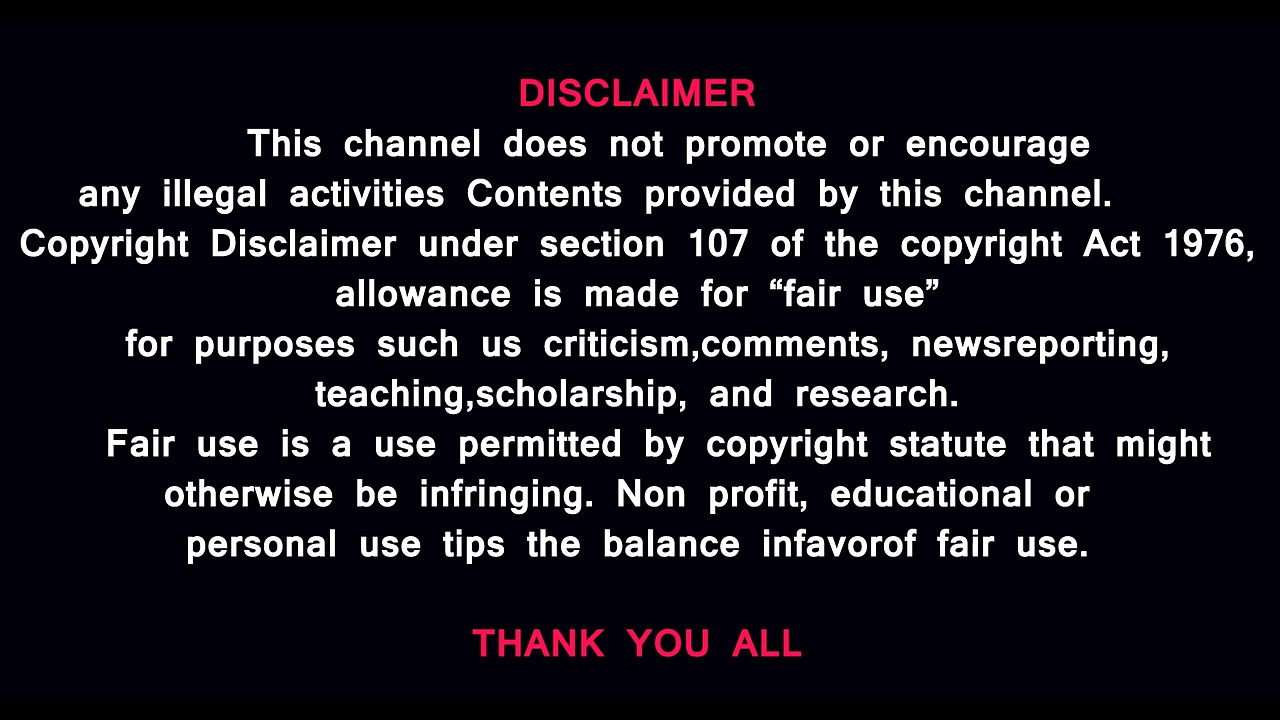 DISCLAIMER
This channel does not promote or encourage
any illegal activities Contents provided by this channel.
Copyright Disclaimer under section 107 of the copyright Act 1976,
allowance is made for “fair use”
for purposes such us criticism,comments, newsreporting,
teaching,scholarship, and research.
Fair use is a use permitted by copyright statute that might
otherwise be infringing. Non profit, educational or
personal use tips the balance infavorof fair use.
THANK YOU ALL